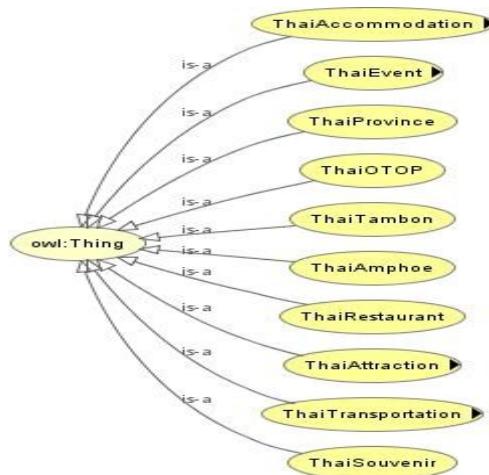 ThaiAccommodation
is-a
ThaiEvent
is-a
ThaiProvince
is-a
ThaiOTOP
is-a
ThaiTambon
is-a
owl:Thing
is-a
ThaiAmphoe
is-a
ThaiRestaurant
is-a
ThaiAttraction
is-a
ThaiTransportation
is-a
ThaiSouvenir